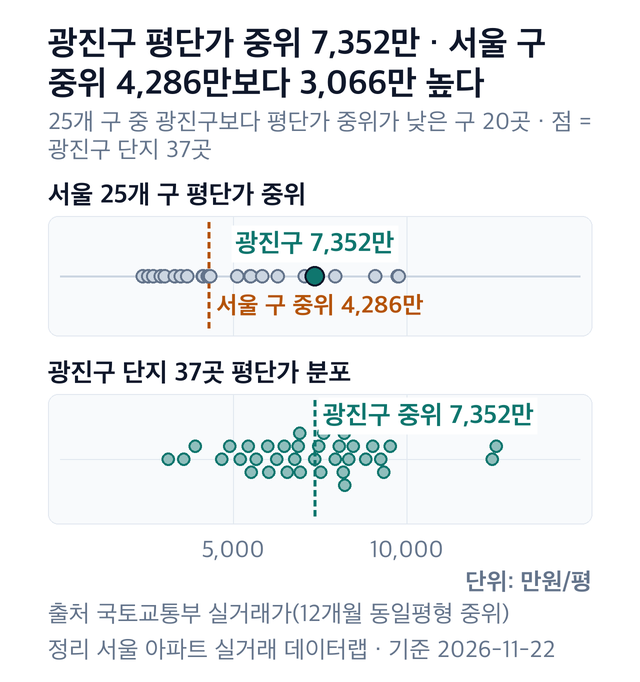 광진구 평단가 중위 7,352만 · 서울 구
중위 4,286만보다 3,066만 높다
25개 구 중 광진구보다 평단가 중위가 낮은 구 20곳 · 점 =
광진구 단지 37곳
서울 25개 구 평단가 중위
광진구 7,352만
서울 구 중위 4,286만
광진구 단지 37곳 평단가 분포
광진구 중위 7,352만
5,000
10,000
단위: 만원/평
출처 국토교통부 실거래가(12개월 동일평형 중위)
정리 서울 아파트 실거래 데이터랩 · 기준 2026-11-22